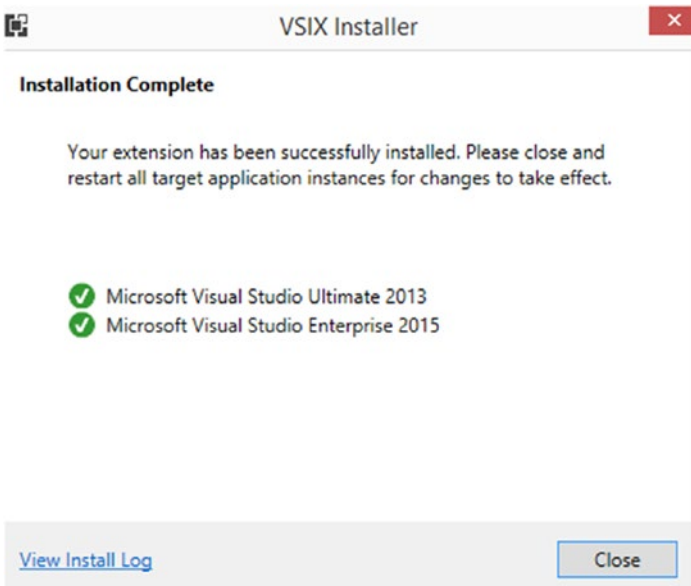 VSIX Installer
Installation Complete
Your extension has been successfully installed. Please close and
restart all target application instances for changes to take effect.
Microsoft Visual Studio Ultimate 2013
Microsoft Visual Studio Enterprise 2015
View Install Log
Close